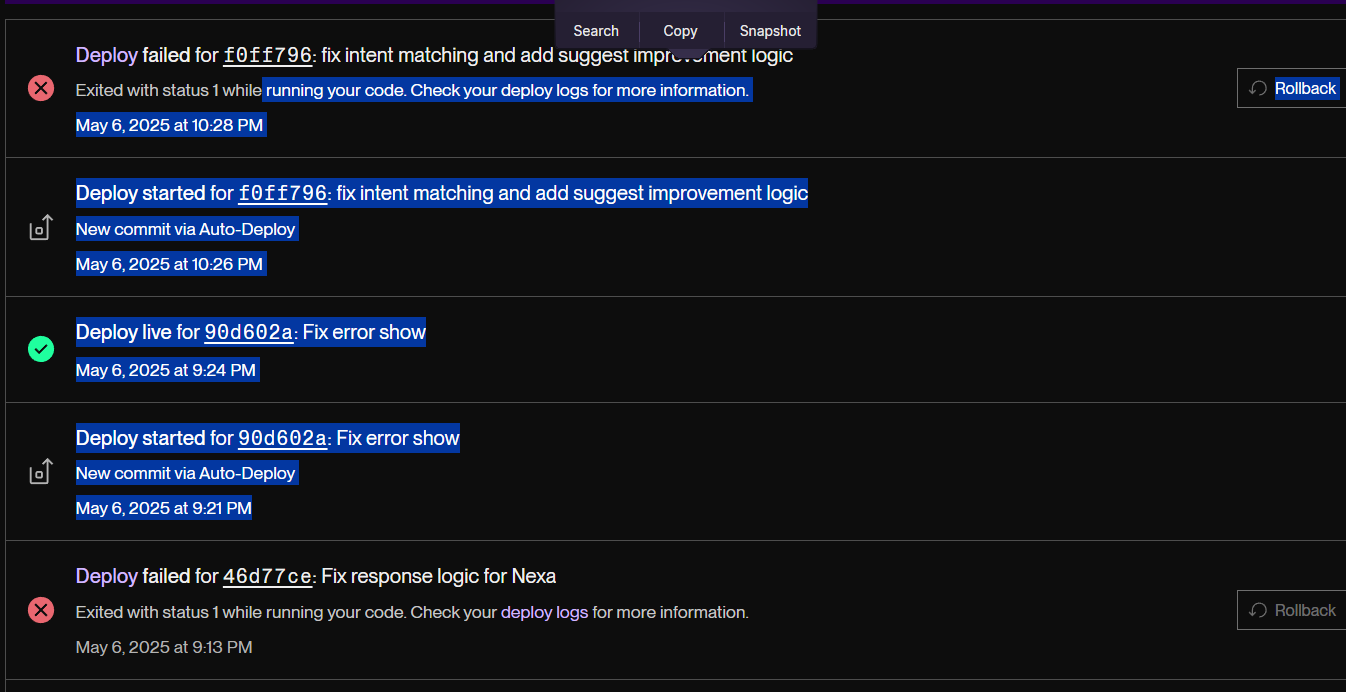 Search Copy Snapshot
Deploy failed for f0ff796: fix intent matching and add suggest improvement logic
Exited with status 1 while running your code. Check your deploy logs for more information.
Rollback
May 6, 2025 at 10:28 PM
Deploy started for f0ff796: fix intent matching and add suggest improvement logic
New commit via Auto-Deploy
May 6, 2025 at 10:26 PM
Deploy live for 90d602a: Fix error show
May 6, 2025 at 9:24 PM
Deploy started for 90d602a: Fix error show
New commit via Auto-Deploy
May 6, 2025 at 9:21 PM
Deploy failed for 46d77ce: Fix response logic for Nexa
Exited with status 1 while running your code. Check your deploy logs for more information.
Rollback
May 6, 2025 at 9:13 PM